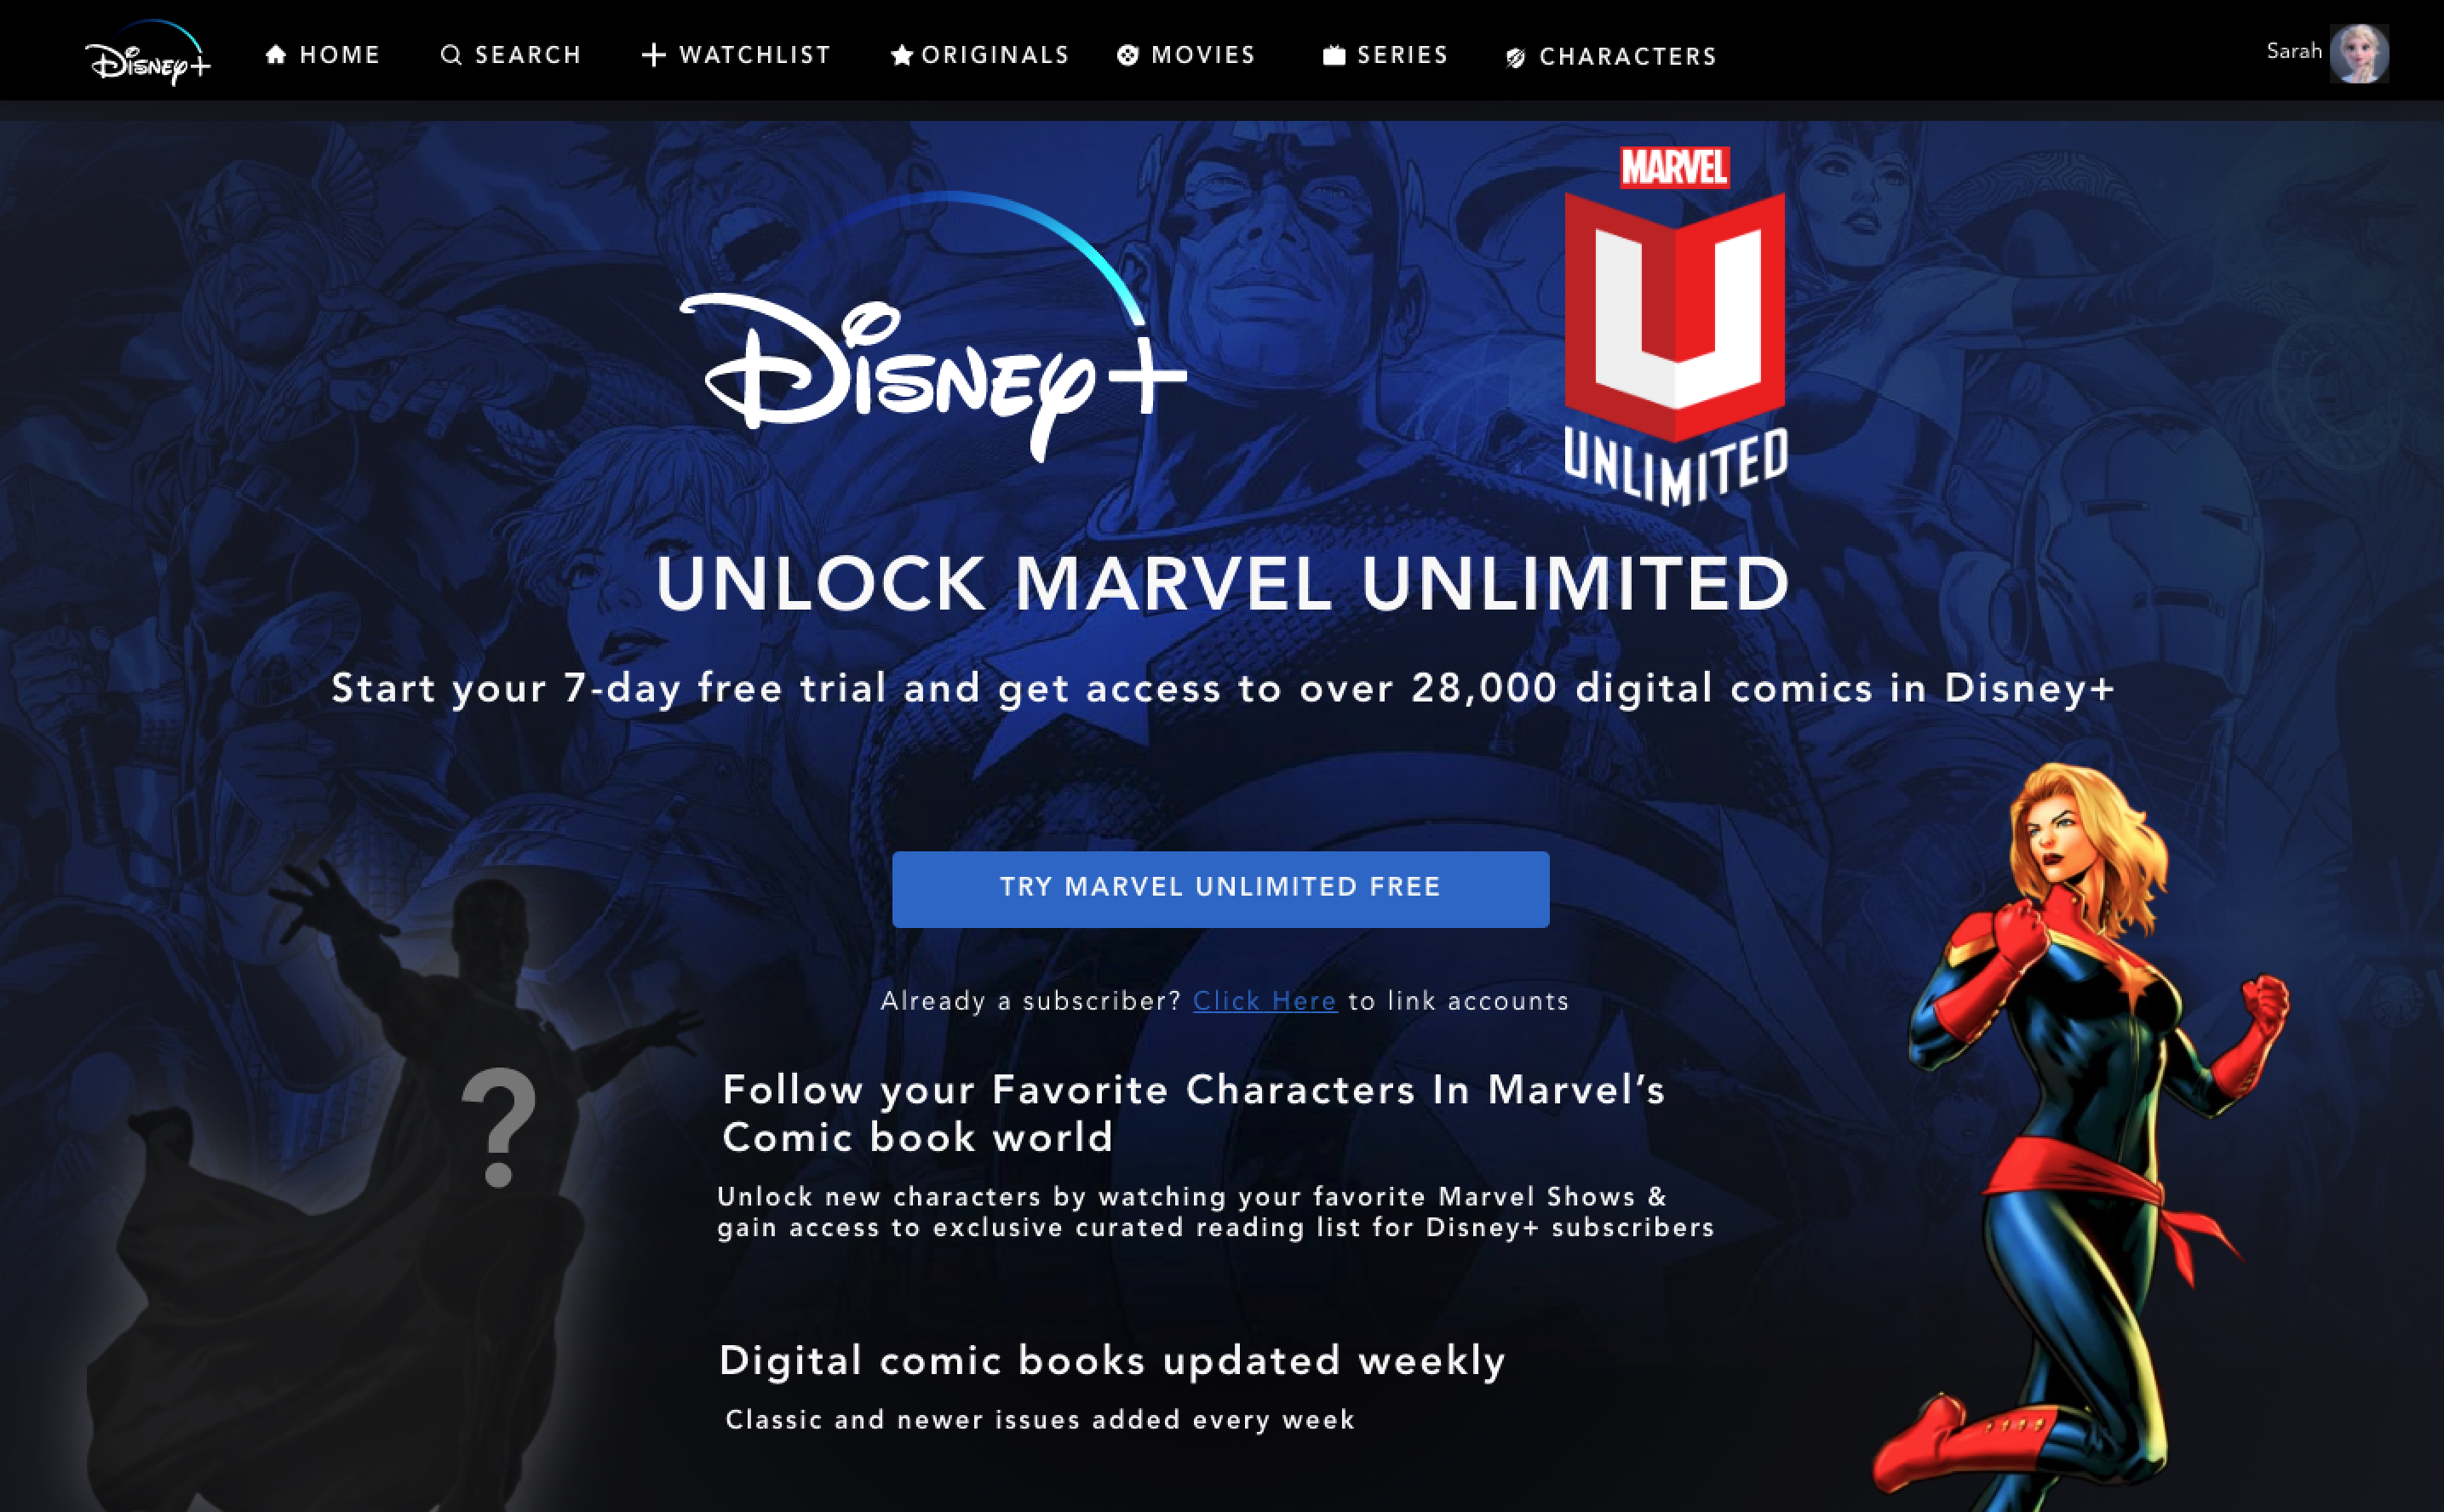 Disney+ HOME SEARCH WATCHLIST ORIGINALS MOVIES SERIES CHARACTERS Sarah
Disney+
MARVEL
UNLIMITED
UNLOCK MARVEL UNLIMITED
Start your 7-day free trial and get access to over 28,000 digital comics in Disney+
TRY MARVEL UNLIMITED FREE
Already a subscriber? Click Here to link accounts
?
Follow your Favorite Characters In Marvel’s
Comic book world
Unlock new characters by watching your favorite Marvel Shows &
gain access to exclusive curated reading list for Disney+ subscribers
Digital comic books updated weekly
Classic and newer issues added every week